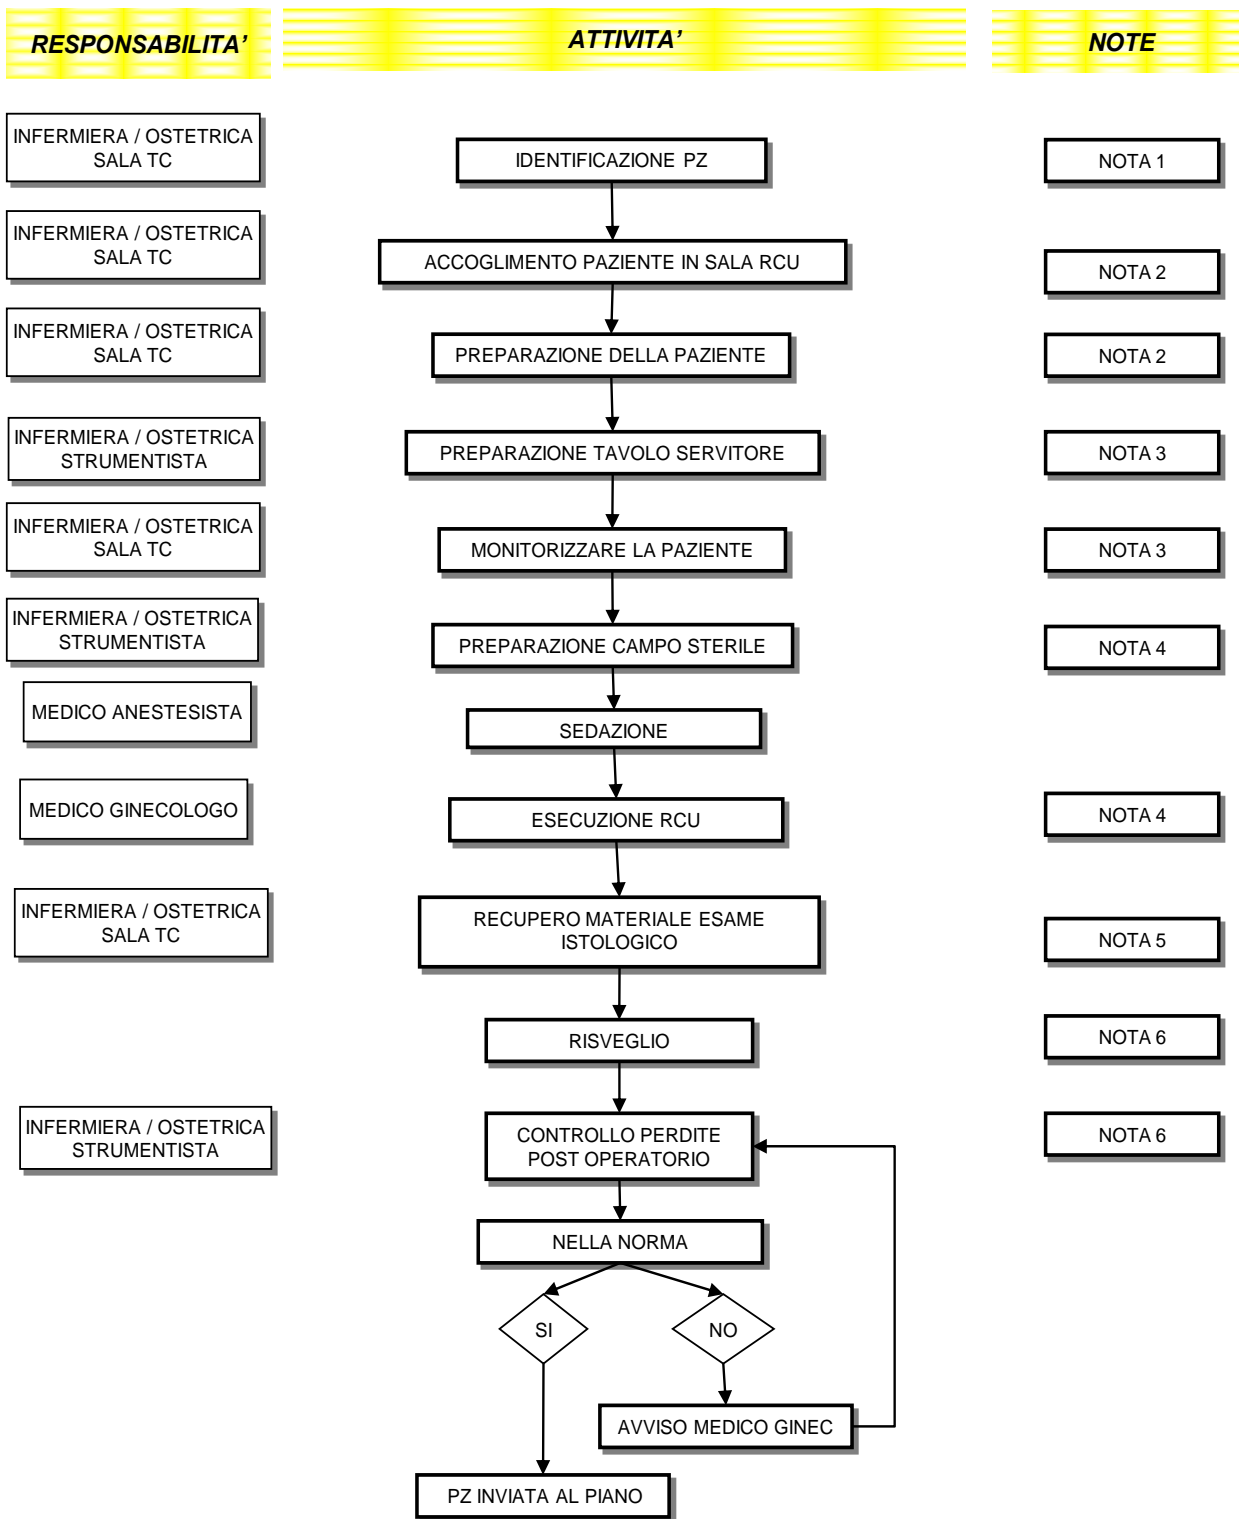 RESPONSABILITA’
ATTIVITA’
NOTE
INFERMIERA / OSTETRICA
SALA TC
IDENTIFICAZIONE PZ
NOTA 1
INFERMIERA / OSTETRICA
SALA TC
ACCOGLIMENTO PAZIENTE IN SALA RCU
NOTA 2
INFERMIERA / OSTETRICA
SALA TC
PREPARAZIONE DELLA PAZIENTE
NOTA 2
INFERMIERA / OSTETRICA
STRUMENTISTA
PREPARAZIONE TAVOLO SERVITORE
NOTA 3
INFERMIERA / OSTETRICA
SALA TC
MONITORIZZARE LA PAZIENTE
NOTA 3
INFERMIERA / OSTETRICA
STRUMENTISTA
PREPARAZIONE CAMPO STERILE
NOTA 4
MEDICO ANESTESISTA
SEDAZIONE
MEDICO GINECOLOGO
ESECUZIONE RCU
NOTA 4
INFERMIERA / OSTETRICA
SALA TC
RECUPERO MATERIALE ESAME
ISTOLOGICO
NOTA 5
RISVEGLIO
NOTA 6
INFERMIERA / OSTETRICA
STRUMENTISTA
CONTROLLO PERDITE
POST OPERATORIO
NOTA 6
NELLA NORMA
SI
NO
AVVISO MEDICO GINEC
PZ INVIATA AL PIANO